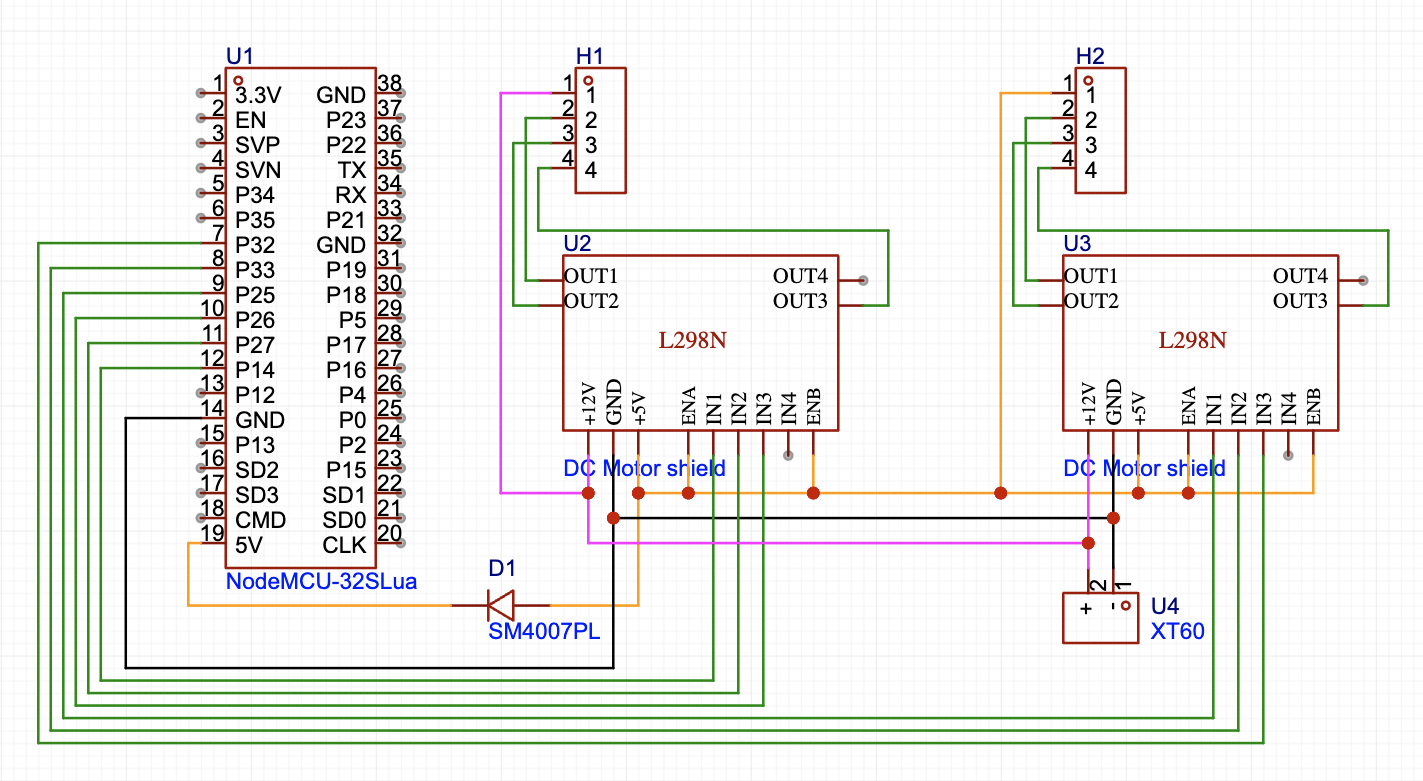 U1
1 3.3V GND 38
2 EN P23 37
3 SVP P22 36
4 SVN TX 35
5 P34 RX 34
6 P35 P21 33
7 P32 GND 32
8 P33 P19 31
9 P25 P18 30
10 P26 P5 29
11 P27 P17 28
12 P14 P16 27
13 P12 P4 26
14 GND P0 25
15 P13 P2 24
16 SD2 P15 23
17 SD3 SD1 22
18 CMD SD0 21
19 5V CLK 20
NodeMCU-32SLua
H1
1 1
2 2
3 3
4 4
U2
OUT1 OUT4
OUT2 OUT3
L298N
+12V GND +5V ENA IN1 IN2 IN3 IN4 ENB
DC Motor shield
H2
1 1
2 2
3 3
4 4
U3
OUT1 OUT4
OUT2 OUT3
L298N
+12V GND +5V ENA IN1 IN2 IN3 IN4 ENB
DC Motor shield
D1
SM4007PL
2 1
+ -
U4
XT60